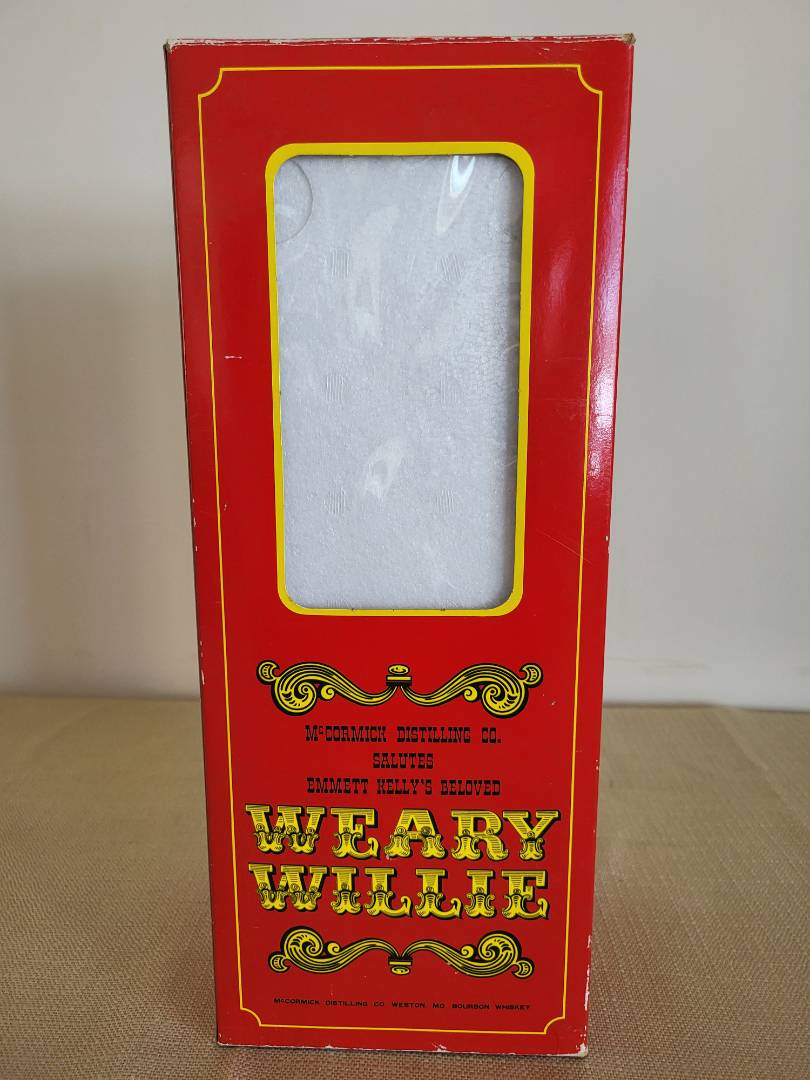 McCORMICK DISTILLING CO.
SALUTES
EMMETT KELLY'S BELOVED
WEARY
WILLIE
McCORMICK DISTILLING CO. WESTON, MO. BOURBON WHISKEY